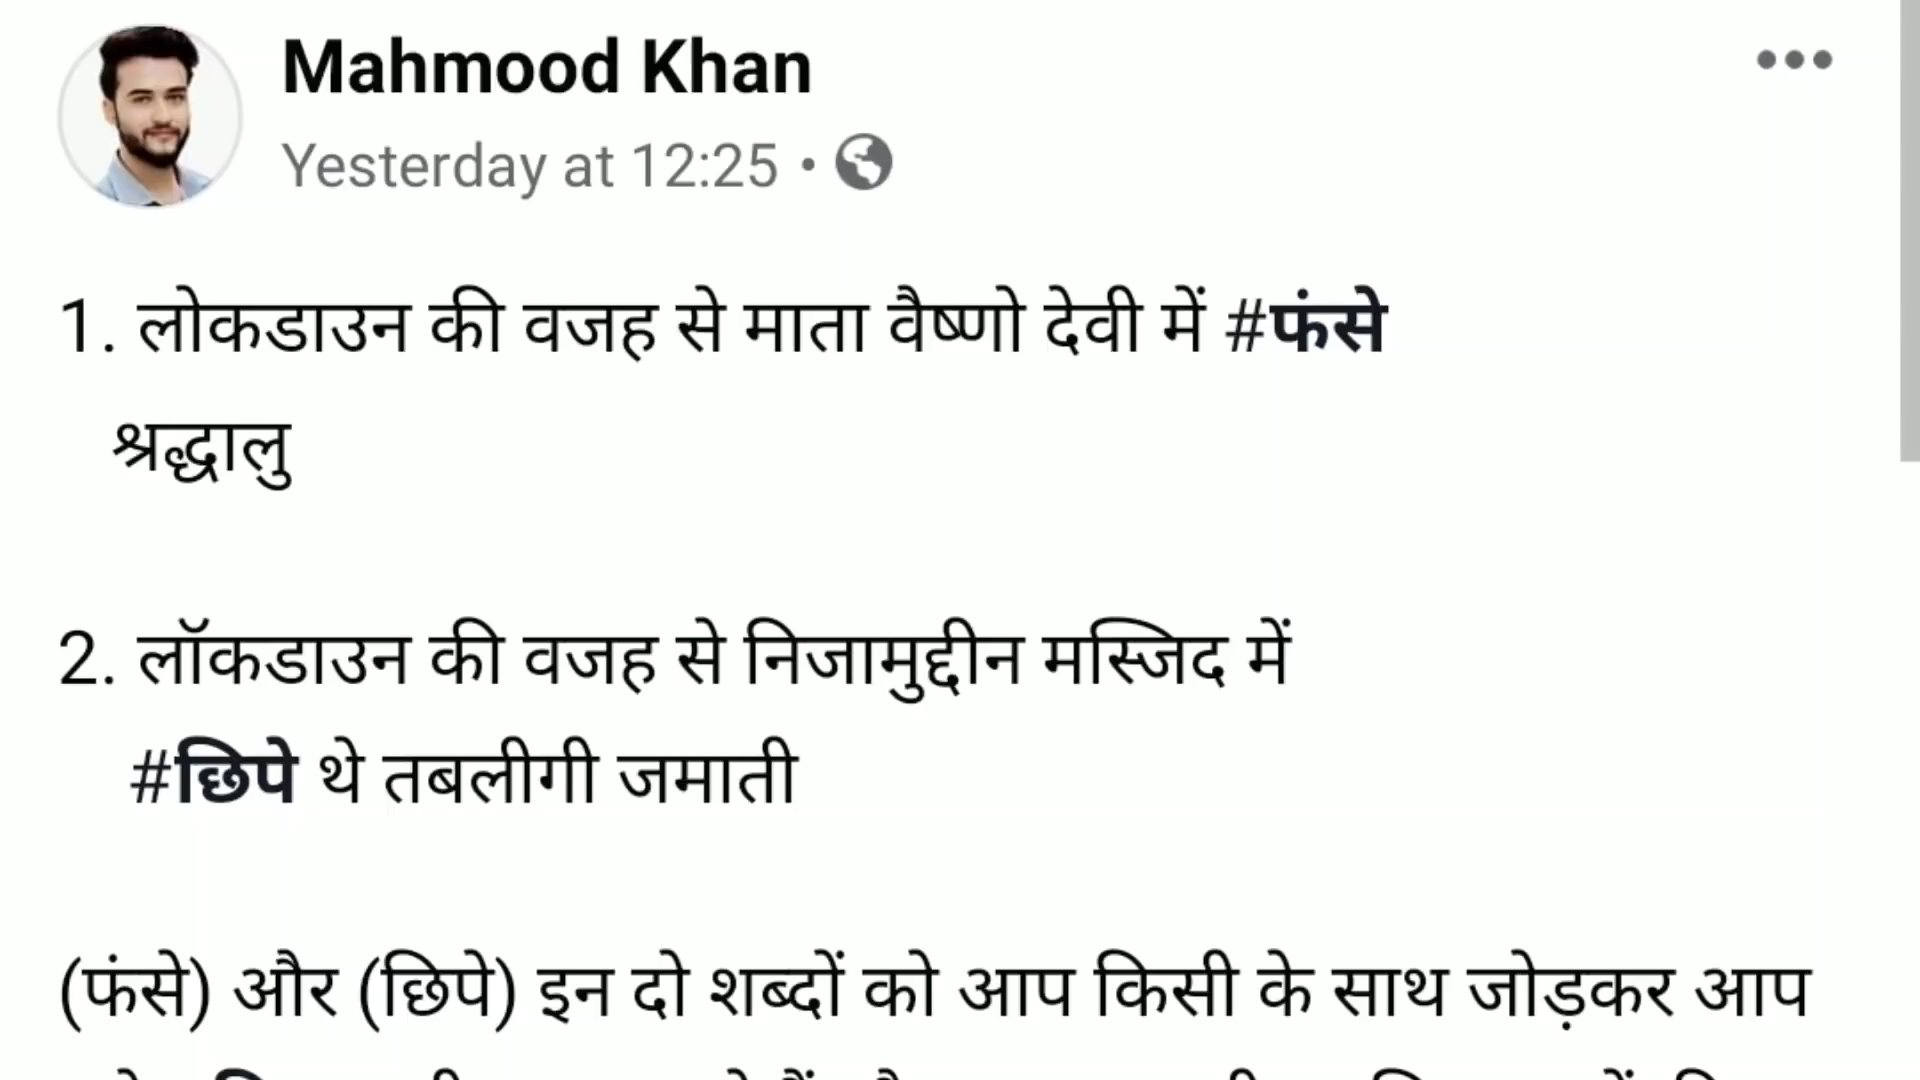 Mahmood Khan
Yesterday at 12:25 •
1. लोकडाउन की वजह से माता वैष्णो देवी में #फंसे
श्रद्धालु
2. लॉकडाउन की वजह से निजामुद्दीन मस्जिद में
#छिपे थे तबलीगी जमाती
(फंसे) और (छिपे) इन दो शब्दों को आप किसी के साथ जोड़कर आप